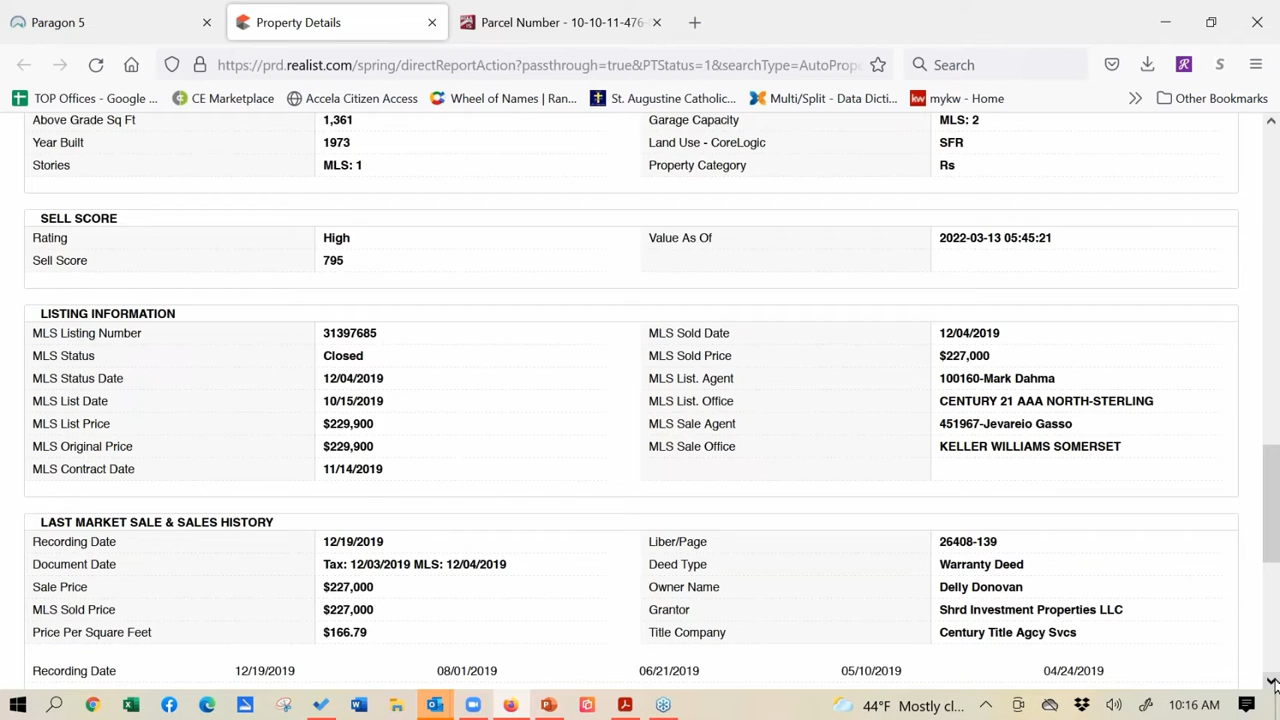 Paragon 5
Property Details
Parcel Number - 10-10-11-476-
https://prd.realist.com/spring/directReportAction?passthrough=true&PTStatus=1&searchType=AutoPrope
Search
TOP Offices - Google ...
CE Marketplace
Accela Citizen Access
Wheel of Names | Ran...
St. Augustine Catholic...
Multi/Split - Data Dicti...
mykw - Home
Other Bookmarks
Above Grade Sq Ft 1,361 Garage Capacity MLS: 2
Year Built 1973 Land Use - CoreLogic SFR
Stories MLS: 1 Property Category Rs
SELL SCORE
Rating High Value As Of 2022-03-13 05:45:21
Sell Score 795
LISTING INFORMATION
MLS Listing Number 31397685 MLS Sold Date 12/04/2019
MLS Status Closed MLS Sold Price $227,000
MLS Status Date 12/04/2019 MLS List. Agent 100160-Mark Dahma
MLS List Date 10/15/2019 MLS List. Office CENTURY 21 AAA NORTH-STERLING
MLS List Price $229,900 MLS Sale Agent 451967-Jevareio Gasso
MLS Original Price $229,900 MLS Sale Office KELLER WILLIAMS SOMERSET
MLS Contract Date 11/14/2019
LAST MARKET SALE & SALES HISTORY
Recording Date 12/19/2019 Liber/Page 26408-139
Document Date Tax: 12/03/2019 MLS: 12/04/2019 Deed Type Warranty Deed
Sale Price $227,000 Owner Name Delly Donovan
MLS Sold Price $227,000 Grantor Shrd Investment Properties LLC
Price Per Square Feet $166.79 Title Company Century Title Agcy Svcs
Recording Date 12/19/2019 08/01/2019 06/21/2019 05/10/2019 04/24/2019
44°F Mostly cl...
10:16 AM